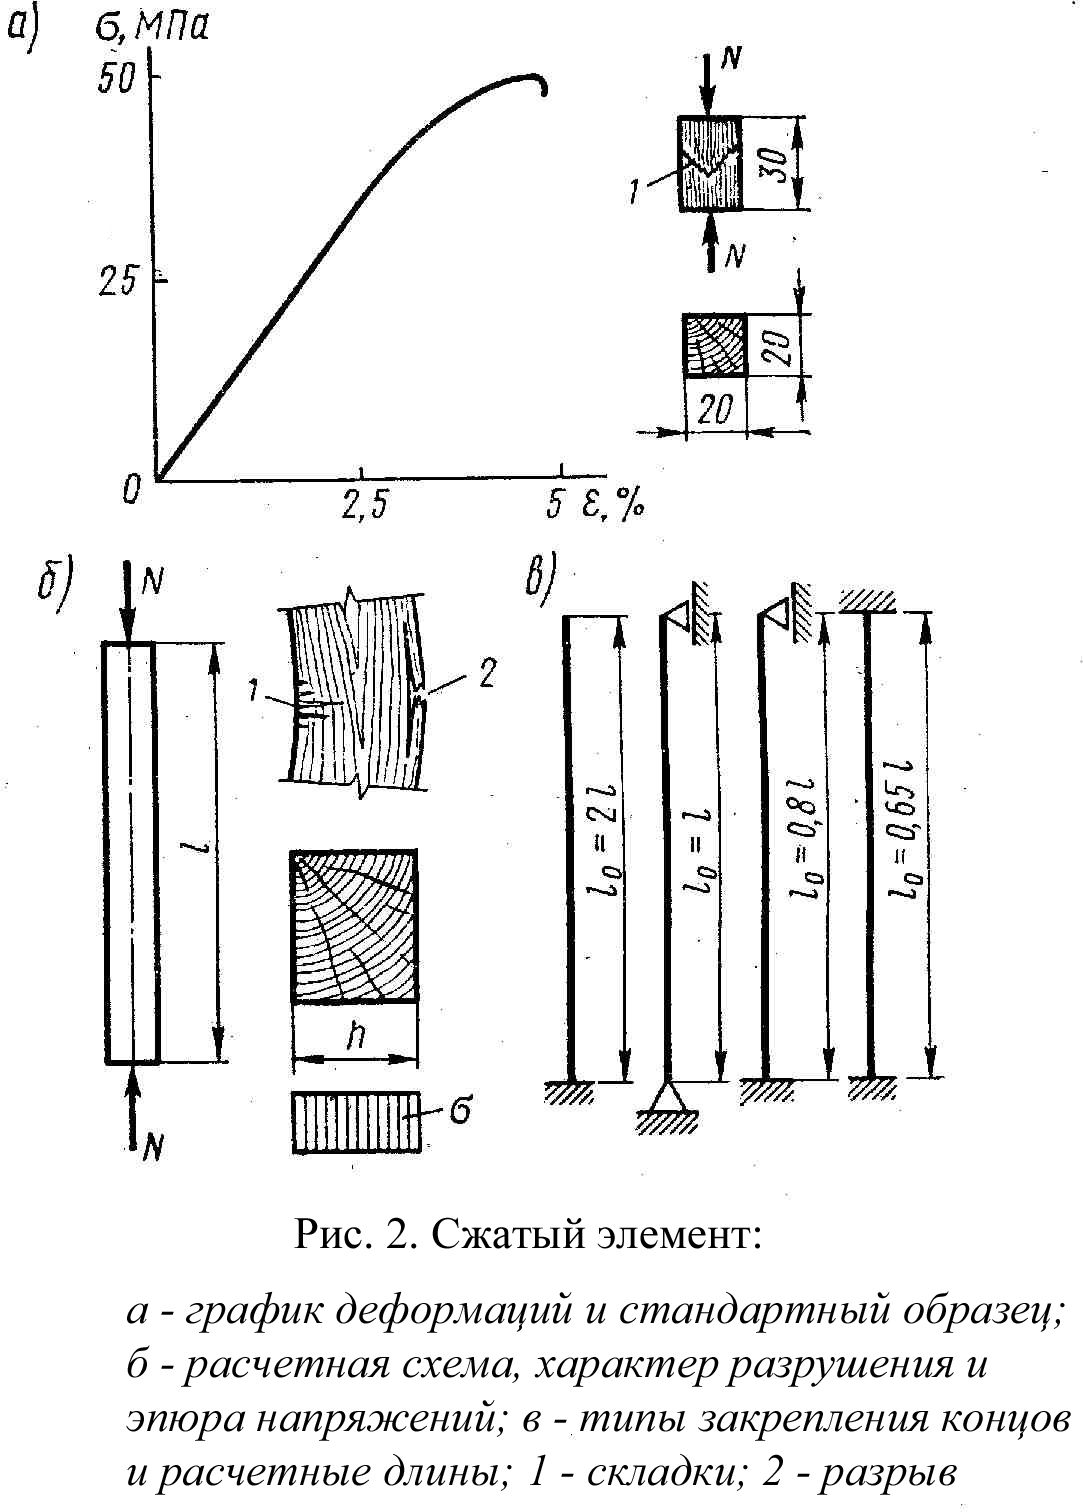 а)
σ, МПа
50
25
0
2,5
5
ε, %
N
1
30
N
20
20
б)
N
l
N
1
2
h
σ
в)
l₀ = 2l
l₀ = l
l₀ = 0,8l
l₀ = 0,65l
Рис. 2. Сжатый элемент:
а - график деформаций и стандартный образец;
б - расчетная схема, характер разрушения и
эпюра напряжений; в - типы закрепления концов
и расчетные длины; 1 - складки; 2 - разрыв